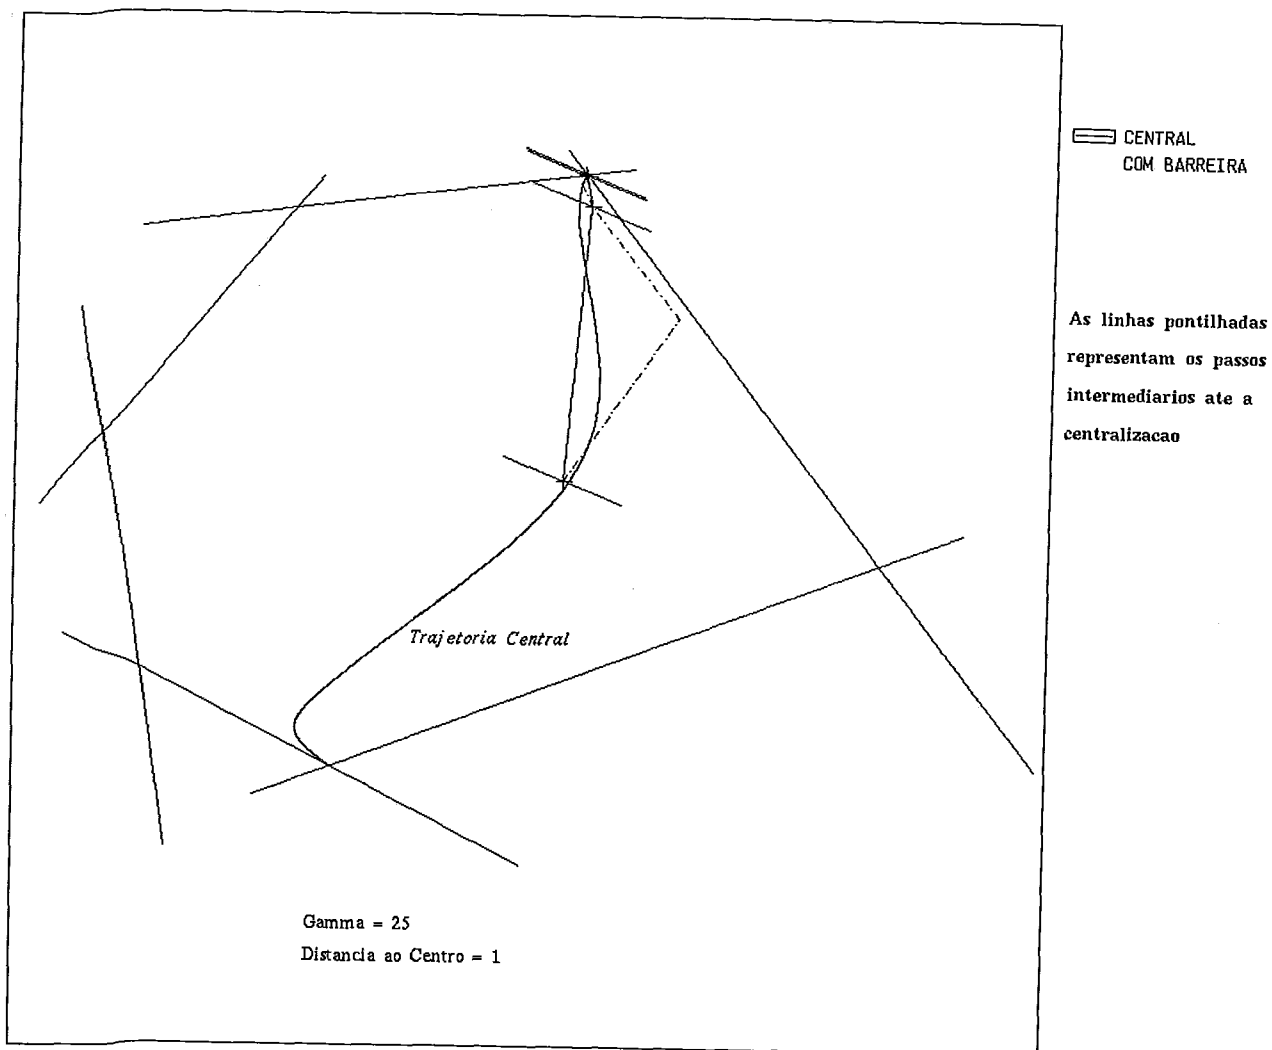 CENTRAL
COM BARREIRA
As linhas pontilhadas
representam os passos
intermediarios ate a
centralizacao
Trajetoria Central
Gamma = 25
Distância ao Centro = 1